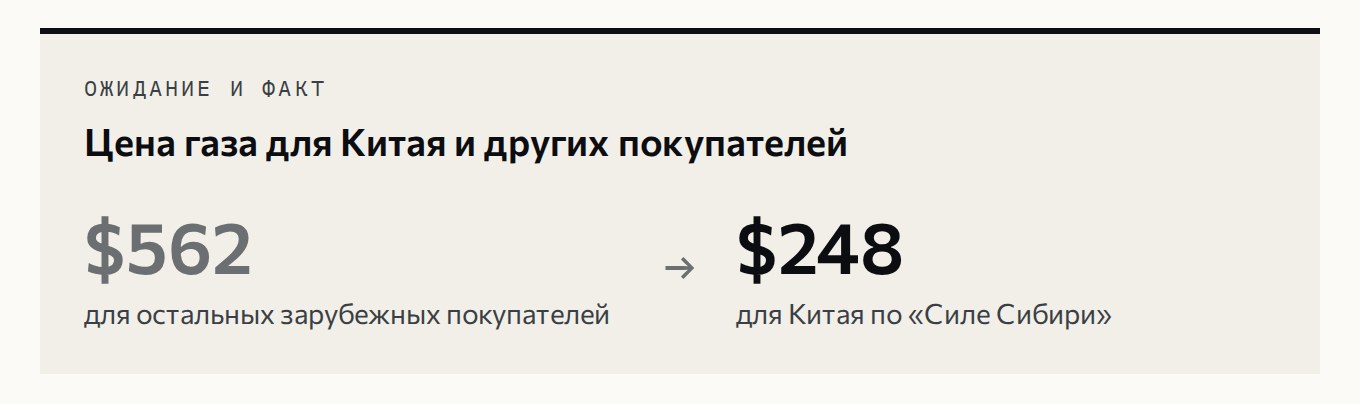 ОЖИДАНИЕ И ФАКТ
Цена газа для Китая и других покупателей
$562 → $248
для остальных зарубежных покупателей
для Китая по «Силе Сибири»